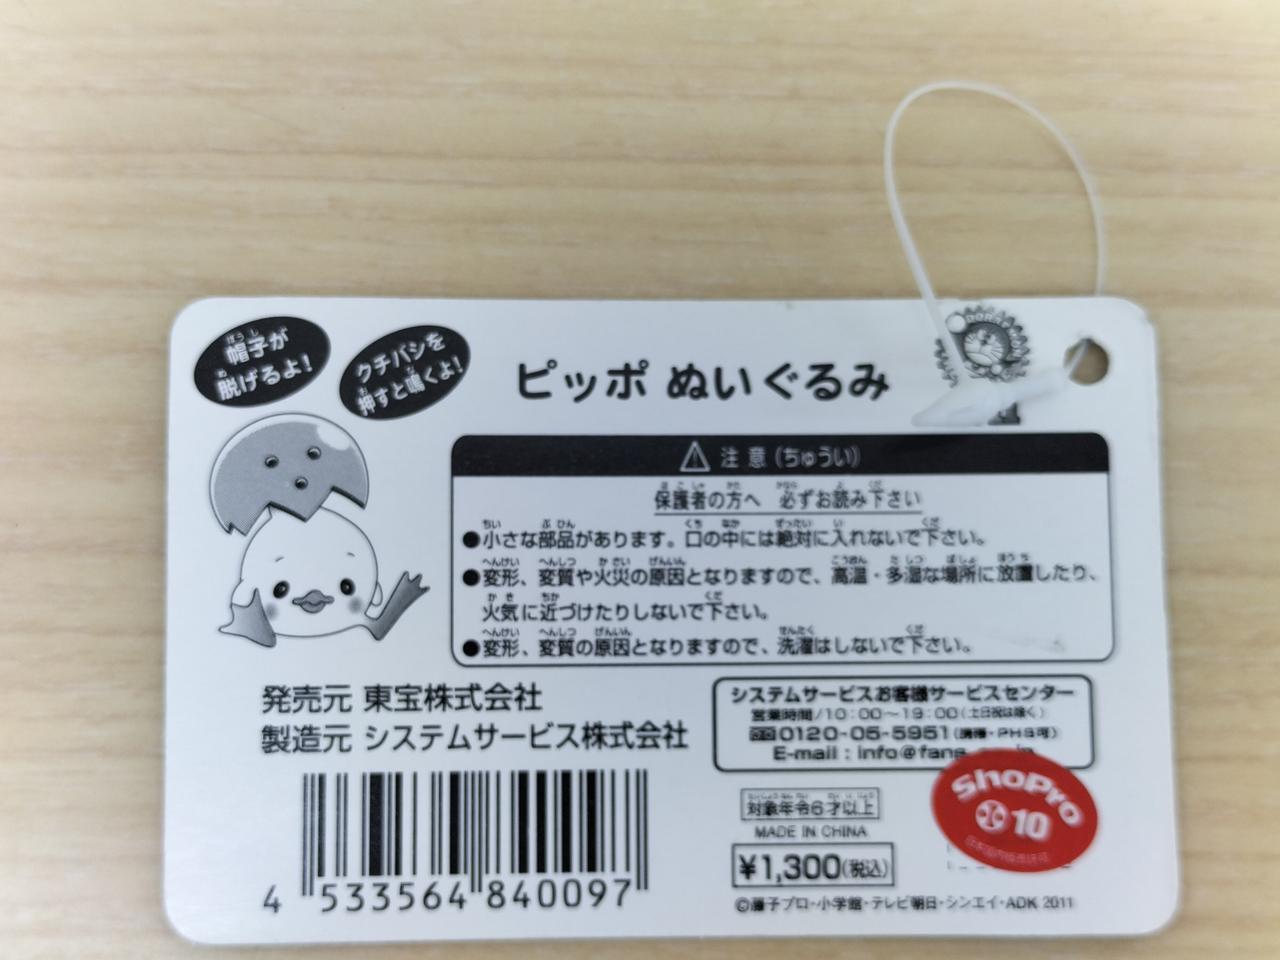 帽子が
脱げるよ!
クチバシを
押すと鳴くよ!
ピッポ ぬいぐるみ
注意(ちゅうい)
保護者の方へ 必ずお読み下さい
●小さな部品があります。口の中には絶対に入れないで下さい。
●変形、変質や火災の原因となりますので、高温・多湿な場所に放置したり、
火気に近づけたりしないで下さい。
●変形、変質の原因となりますので、洗濯はしないで下さい。
発売元 東宝株式会社
製造元 システムサービス株式会社
システムサービスお客様サービスセンター
営業時間/10:00~19:00(土日祝は除く)
0120-05-5951(携帯・PHS可)
E-mail : info@fans
対象年令6才以上
MADE IN CHINA
¥1,300(税込)
ShoPro
10
4 533564 840097
©藤子プロ・小学館・テレビ朝日・シンエイ・ADK 2011